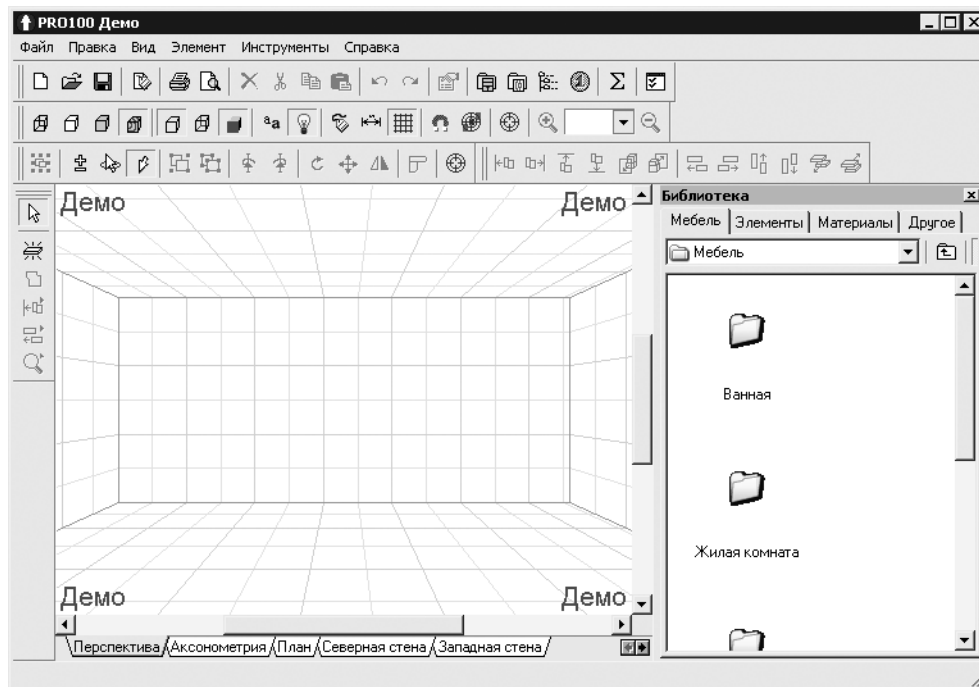 PRO100 Демо
Файл Правка Вид Элемент Инструменты Справка
aa
Σ
Демо Демо
Библиотека
Мебель Элементы Материалы Другое
Мебель
Ванная
Жилая комната
Демо Демо
Перспектива Аксонометрия План Северная стена Западная стена